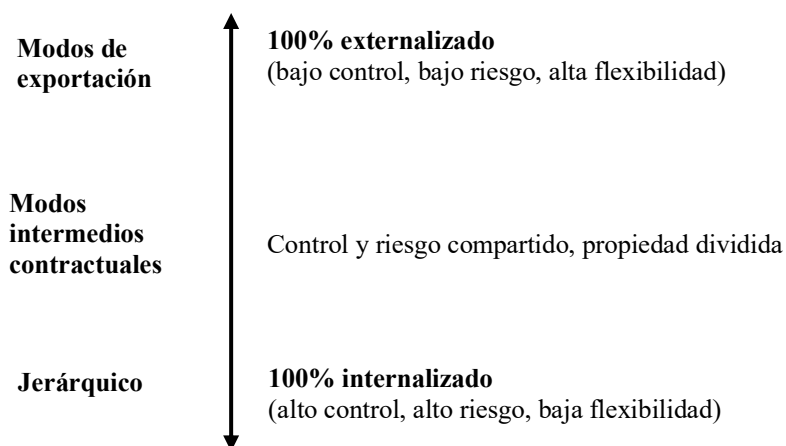 Modos de
exportación
100% externalizado
(bajo control, bajo riesgo, alta flexibilidad)
Modos
intermedios
contractuales
Control y riesgo compartido, propiedad dividida
Jerárquico
100% internalizado
(alto control, alto riesgo, baja flexibilidad)